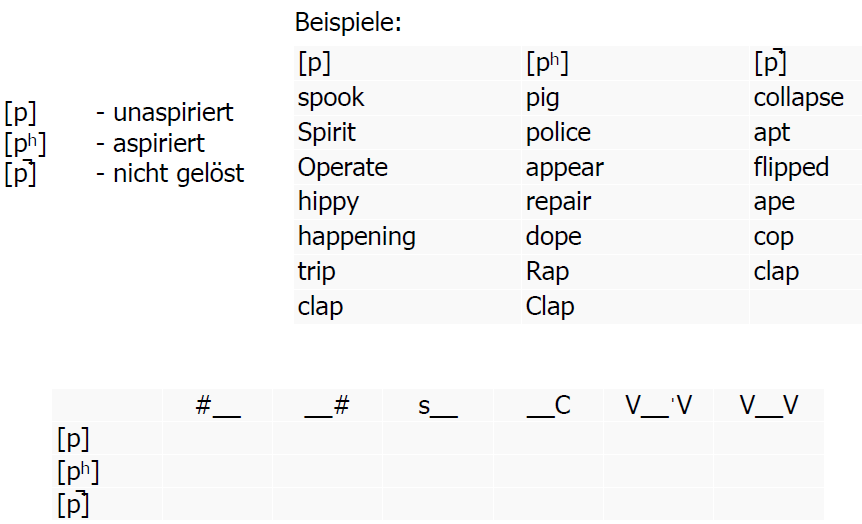 Beispiele:
[p] - unaspiriert
[pʰ] - aspiriert
[p̚] - nicht gelöst
[p] [pʰ] [p̚]
spook pig collapse
Spirit police apt
Operate appear flipped
hippy repair ape
happening dope cop
trip Rap clap
clap Clap
#__ __# s__ __C V__ˈV V__V
[p]
[pʰ]
[p̚]